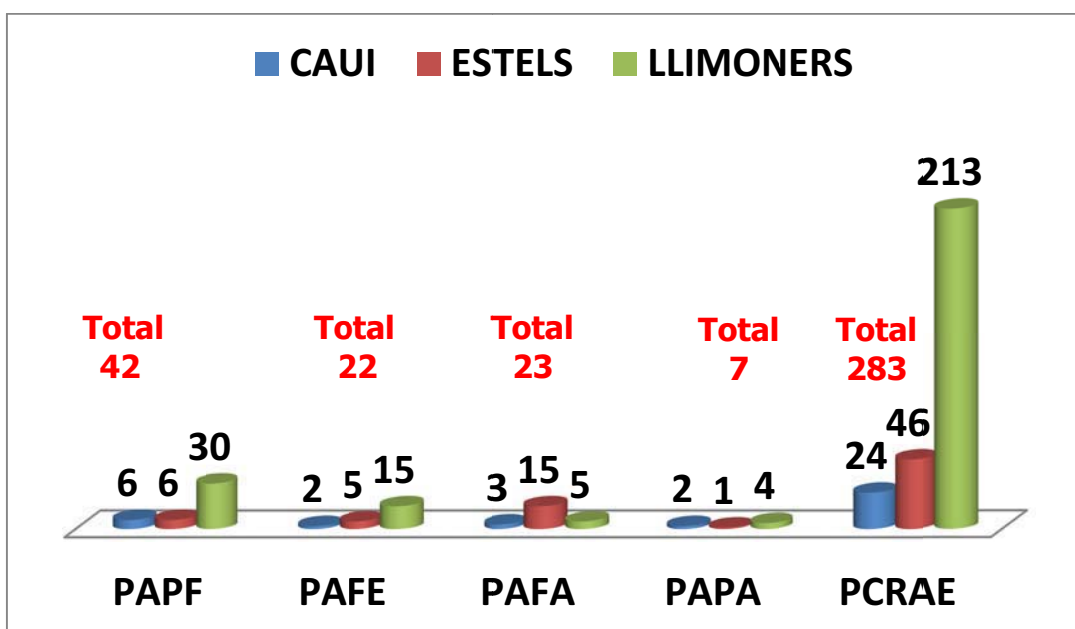 CAUI ESTELS LLIMONERS
213
Total Total Total Total Total
42 22 23 7 283
6 6 30 2 5 15 3 15 5 2 1 4 24 46
PAPF PAFE PAFA PAPA PCRAE